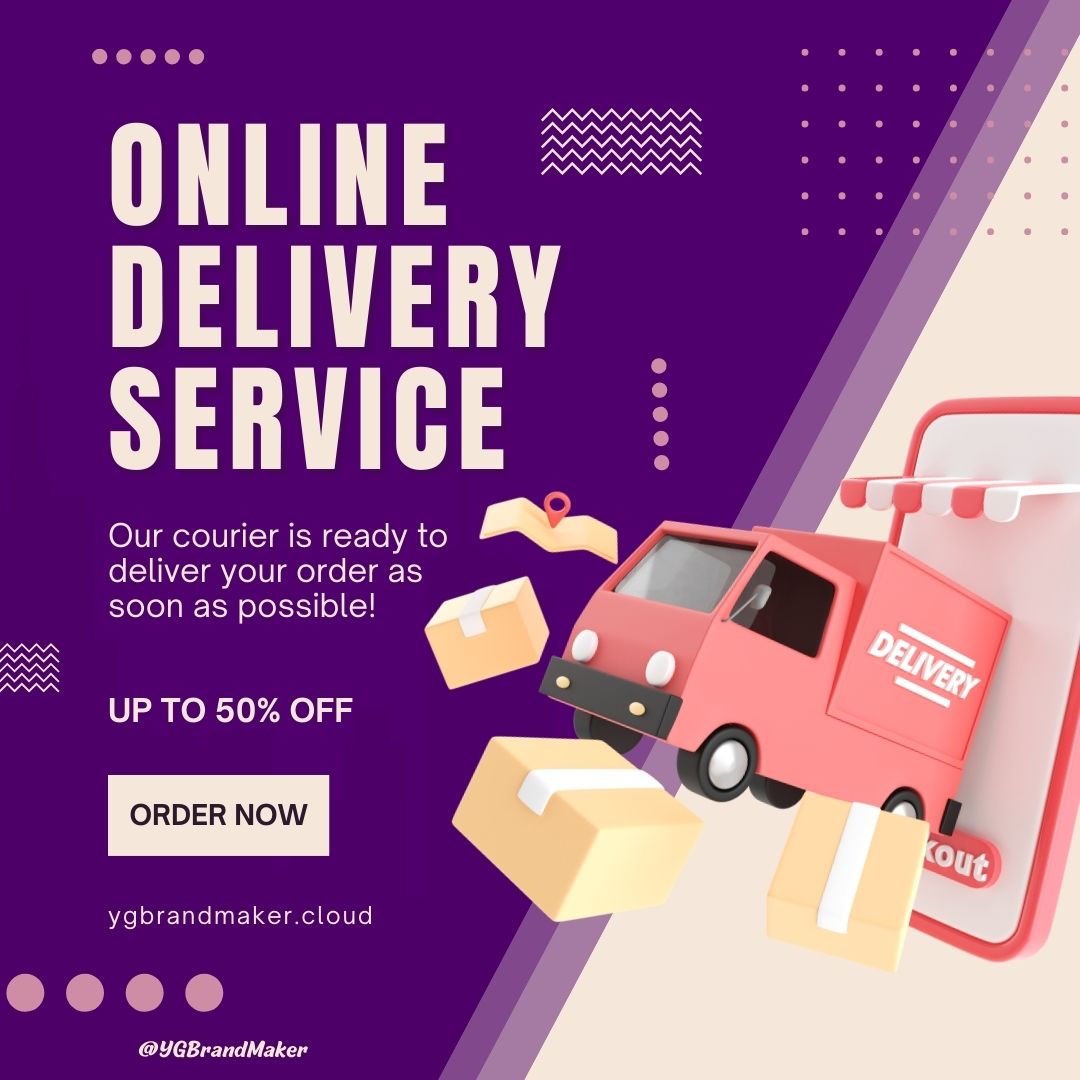 ONLINE
DELIVERY
SERVICE
Our courier is ready to
deliver your order as
soon as possible!
UP TO 50% OFF
ORDER NOW
ygbrandmaker.cloud
@YGBrandMaker
DELIVERY
kout